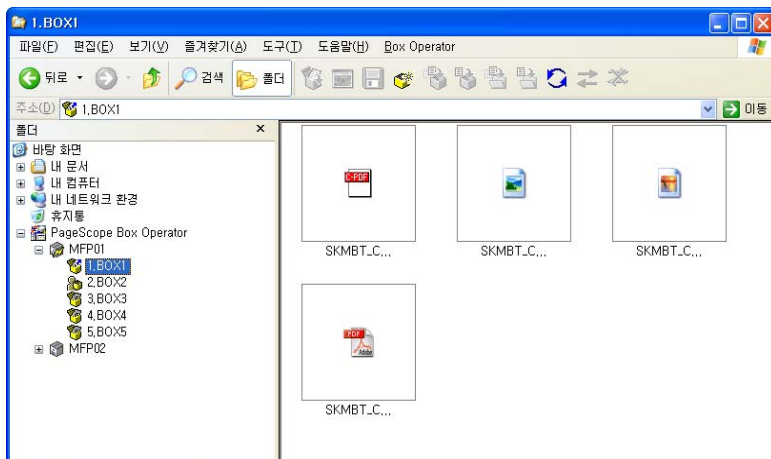 1.BOX1
파일(F) 편집(E) 보기(V) 즐겨찾기(A) 도구(T) 도움말(H) Box Operator
뒤로 검색 폴더
주소(D) 1.BOX1 이동
폴더 x
바탕 화면
내 문서
내 컴퓨터
내 네트워크 환경
휴지통
PageScope Box Operator
MFP01
1.BOX1
2.BOX2
3.BOX3
4.BOX4
5.BOX5
MFP02
C-PDF
SKMBT_C... SKMBT_C... SKMBT_C...
PDF
Adobe
SKMBT_C...